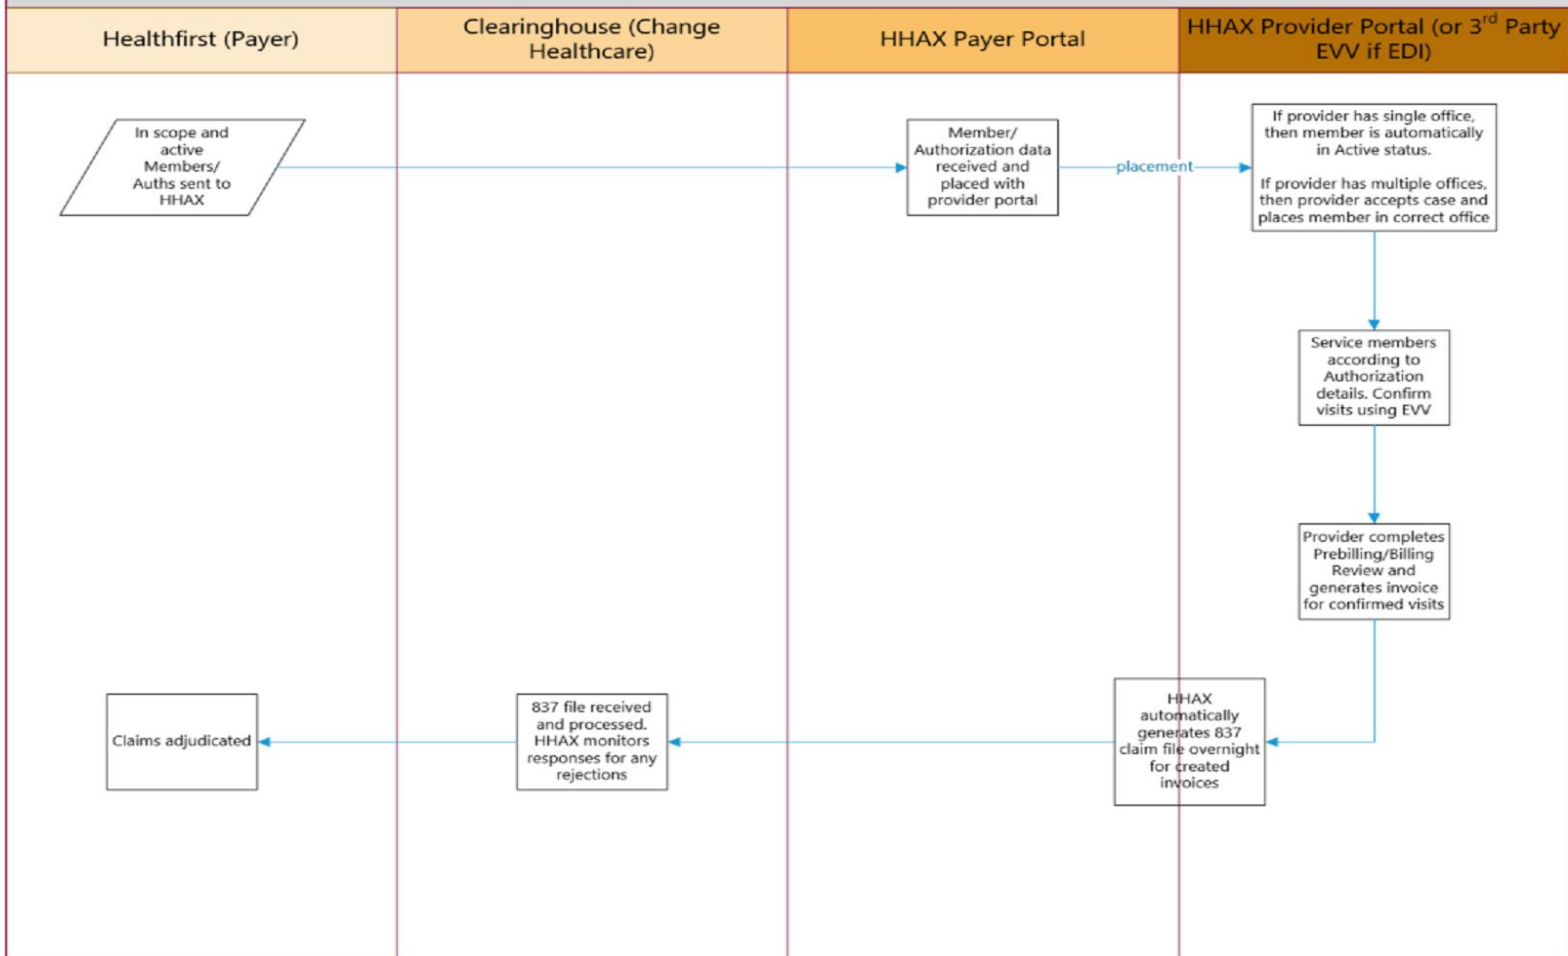 Healthfirst (Payer)
Clearinghouse (Change
Healthcare)
HHAX Payer Portal
HHAX Provider Portal (or 3rd Party
EVV if EDI)
In scope and
active
Members/
Auths sent to
HHAX
Member/
Authorization data
received and
placed with
provider portal
placement
If provider has single office,
then member is automatically
in Active status.
If provider has multiple offices,
then provider accepts case and
places member in correct office
Service members
according to
Authorization
details. Confirm
visits using EVV
Provider completes
Prebilling/Billing
Review and
generates invoice
for confirmed visits
HHAX
automatically
generates 837
claim file overnight
for created
invoices
837 file received
and processed.
HHAX monitors
responses for any
rejections
Claims adjudicated